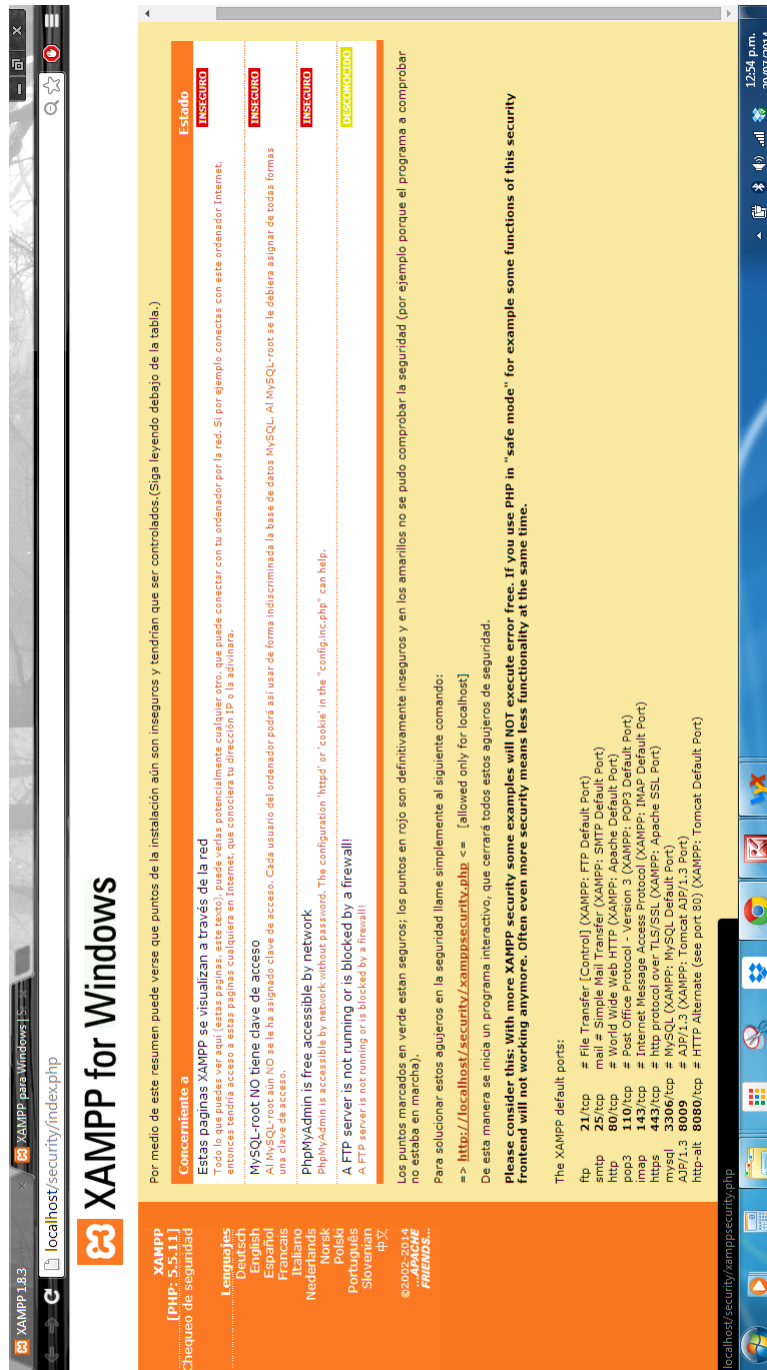 XAMPP 1.8.3
XAMPP para Windows | S
localhost/security/index.php
XAMPP for Windows
XAMPP
[PHP: 5.5.11]
Chequeo de seguridad
Lenguajes
Deutsch
English
Español
Francais
Italiano
Nederlands
Norsk
Polski
Português
Slovenian
中文
©2002-2014
...APACHE
FRIENDS...
Por medio de este resumen puede verse que puntos de la instalación aún son inseguros y tendrían que ser controlados.(Siga leyendo debajo de la tabla.)
Concerniente a Estado
Estas paginas XAMPP se visualizan a través de la red INSEGURO
Todo lo que puedes ver aquí (estas paginas, este texto), puede verlas potencialmente cualquier otro, que puede conectar con tu ordenador por la red. Si por ejemplo conectas con este ordenador Internet,
entonces tendría acceso a estas paginas cualquiera en Internet, que conociera tu dirección IP o la adivinara.
MySQL-root NO tiene clave de acceso INSEGURO
Al MySQL-root aún NO se le ha asignado clave de acceso. Cada usuario del ordenador podrá así usar de forma indiscriminada la base de datos MySQL. Al MySQL-root se le debiera asignar de todas formas
una clave de acceso.
PhpMyAdmin is free accessible by network INSEGURO
PhpMyAdmin is accessible by network without password. The configuration 'httpd' or 'cookie' in the "config.inc.php" can help.
A FTP server is not running or is blocked by a firewall! DESCONOCIDO
A FTP server is not running or is blocked by a firewall!
Los puntos marcados en verde estan seguros; los puntos en rojo son definitivamente inseguros y en los amarillos no se pudo comprobar la seguridad (por ejemplo porque el programa a comprobar
no estaba en marcha).
Para solucionar estos agujeros en la seguridad llame simplemente al siguiente comando:
=> http://localhost/security/xamppsecurity.php <= [allowed only for localhost]
De esta manera se inicia un programa interactivo, que cerrará todos estos agujeros de seguridad.
Please consider this: With more XAMPP security some examples will NOT execute error free. If you use PHP in "safe mode" for example some functions of this security
frontend will not working anymore. Often even more security means less functionality at the same time.
The XAMPP default ports:
ftp 21/tcp # File Transfer [Control] (XAMPP: FTP Default Port)
smtp 25/tcp mail # Simple Mail Transfer (XAMPP: SMTP Default Port)
http 80/tcp # World Wide Web HTTP (XAMPP: Apache Default Port)
pop3 110/tcp # Post Office Protocol - Version 3 (XAMPP: POP3 Default Port)
imap 143/tcp # Internet Message Access Protocol (XAMPP: IMAP Default Port)
https 443/tcp # http protocol over TLS/SSL (XAMPP: Apache SSL Port)
mysql 3306/tcp # MySQL (XAMPP: MySQL Default Port)
AJP/1.3 8009 # AJP/1.3 (XAMPP: Tomcat AJP/1.3 Port)
http-alt 8080/tcp # HTTP Alternate (see port 80) (XAMPP: Tomcat Default Port)
localhost/security/xamppsecurity.php
12:54 p.m.
29/07/2014